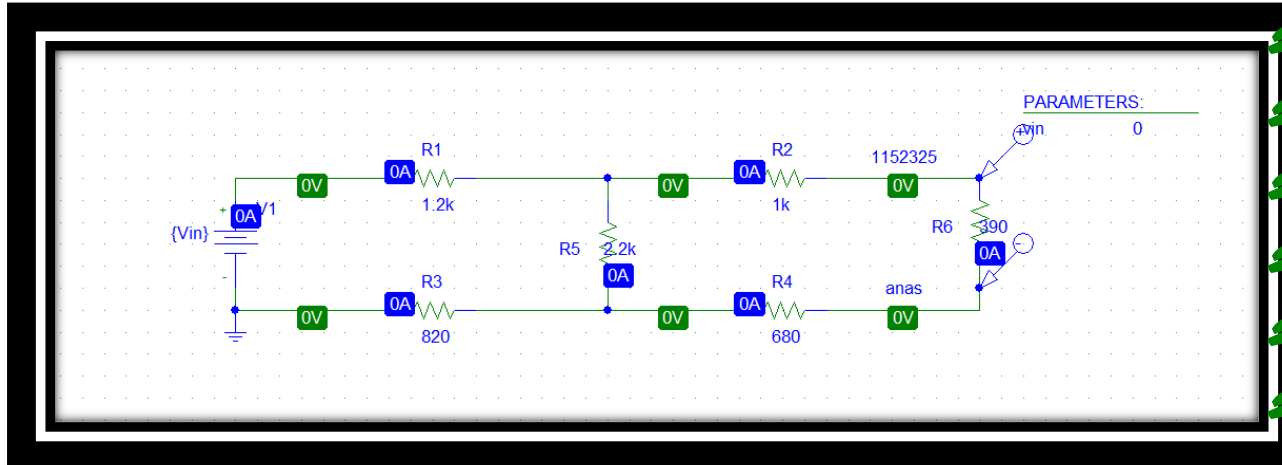 PARAMETERS:
vin 0
R1 R2 1152325
0A 0V 0A 0V 0A 0V
+ 0A V1 1.2k 1k
{Vin} R5 2.2k R6 390
- 0A 0A
R3 R4 anas
0V 0A 0V 0A 0V
820 680
+
-